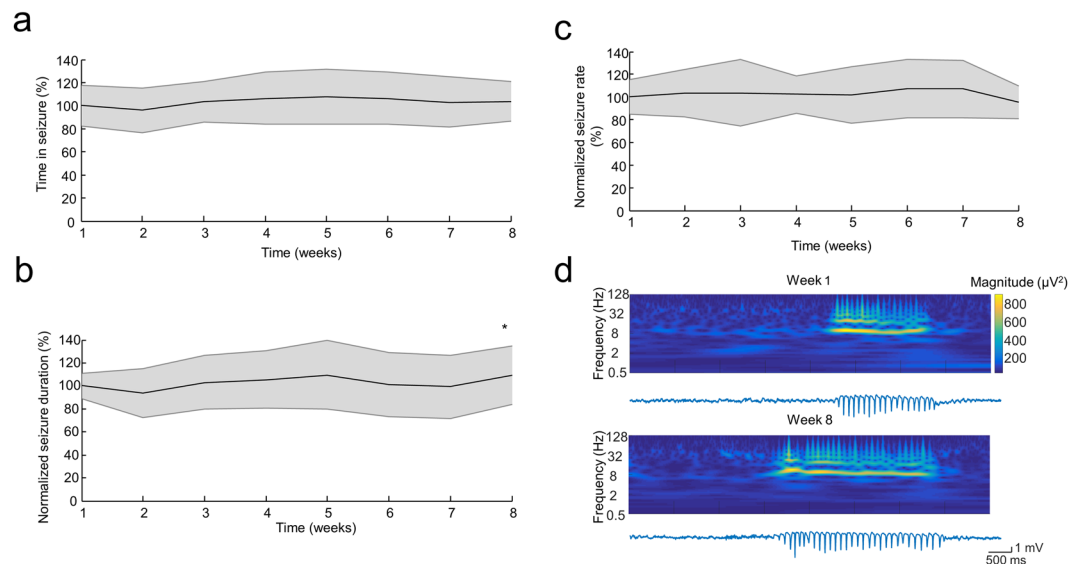 a
Time in seizure (%)
140
120
100
80
60
40
20
0
1 2 3 4 5 6 7 8
Time (weeks)
b
Normalized seizure duration (%)
*
140
120
100
80
60
40
20
0
1 2 3 4 5 6 7 8
Time (weeks)
c
Normalized seizure rate
(%)
140
120
100
80
60
40
20
0
1 2 3 4 5 6 7 8
Time (weeks)
d
Week 1
Magnitude (µV²)
Frequency (Hz)
128
32
8
2
0.5
800
600
400
200
Week 8
Frequency (Hz)
128
32
8
2
0.5
1 mV
500 ms